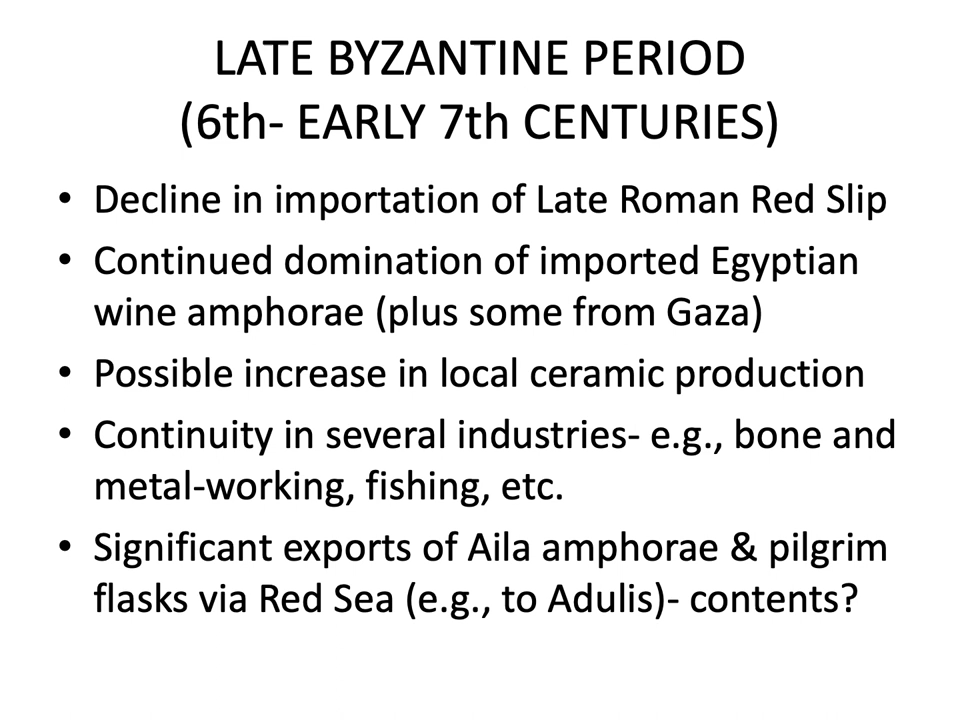 LATE BYZANTINE PERIOD
(6th- EARLY 7th CENTURIES)
• Decline in importation of Late Roman Red Slip
• Continued domination of imported Egyptian
wine amphorae (plus some from Gaza)
• Possible increase in local ceramic production
• Continuity in several industries- e.g., bone and
metal-working, fishing, etc.
• Significant exports of Aila amphorae & pilgrim
flasks via Red Sea (e.g., to Adulis)- contents?